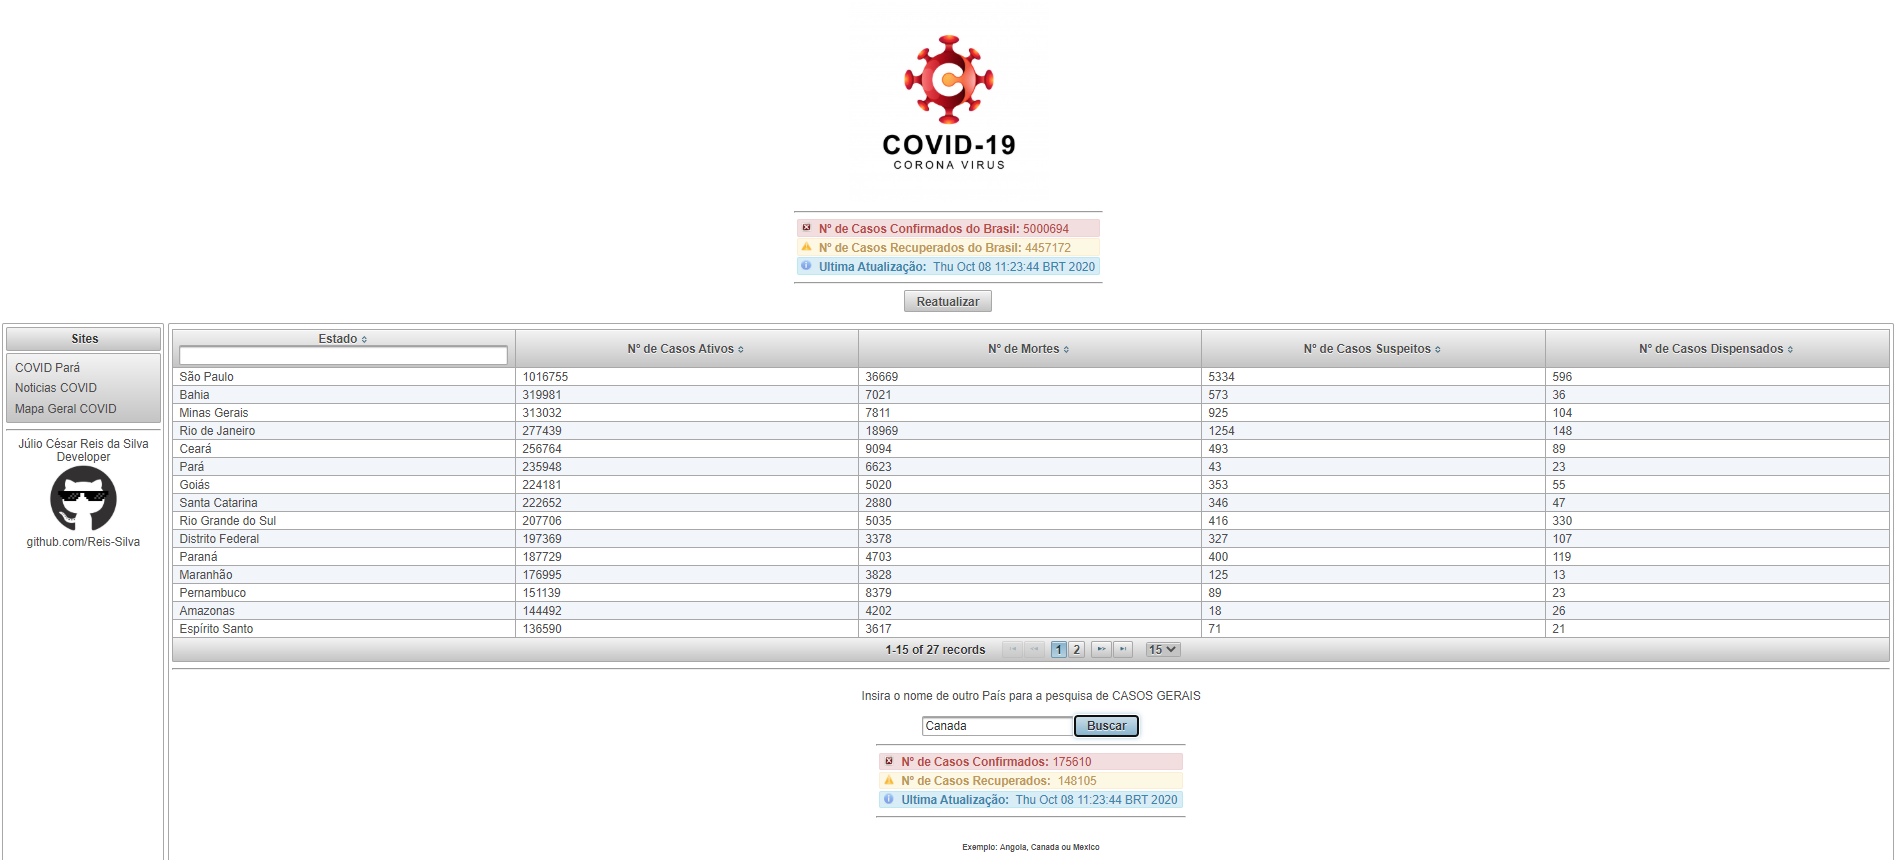 COVID-19
CORONA VIRUS
Nº de Casos Confirmados do Brasil: 5000694
Nº de Casos Recuperados do Brasil: 4457172
Ultima Atualização: Thu Oct 08 11:23:44 BRT 2020
Reatualizar
Sites
COVID Pará
Noticias COVID
Mapa Geral COVID
Júlio César Reis da Silva
Developer
github.com/Reis-Silva
Estado Nº de Casos Ativos Nº de Mortes Nº de Casos Suspeitos Nº de Casos Dispensados
São Paulo 1016755 36669 5334 596
Bahia 319981 7021 573 36
Minas Gerais 313032 7811 925 104
Rio de Janeiro 277439 18969 1254 148
Ceará 256764 9094 493 89
Pará 235948 6623 43 23
Goiás 224181 5020 353 55
Santa Catarina 222652 2880 346 47
Rio Grande do Sul 207706 5035 416 330
Distrito Federal 197369 3378 327 107
Paraná 187729 4703 400 119
Maranhão 176995 3828 125 13
Pernambuco 151139 8379 89 23
Amazonas 144492 4202 18 26
Espírito Santo 136590 3617 71 21
1-15 of 27 records 1 2 15
Insira o nome de outro País para a pesquisa de CASOS GERAIS
Canada Buscar
Nº de Casos Confirmados: 175610
Nº de Casos Recuperados: 148105
Ultima Atualização: Thu Oct 08 11:23:44 BRT 2020
Exemplo: Angola, Canada ou Mexico